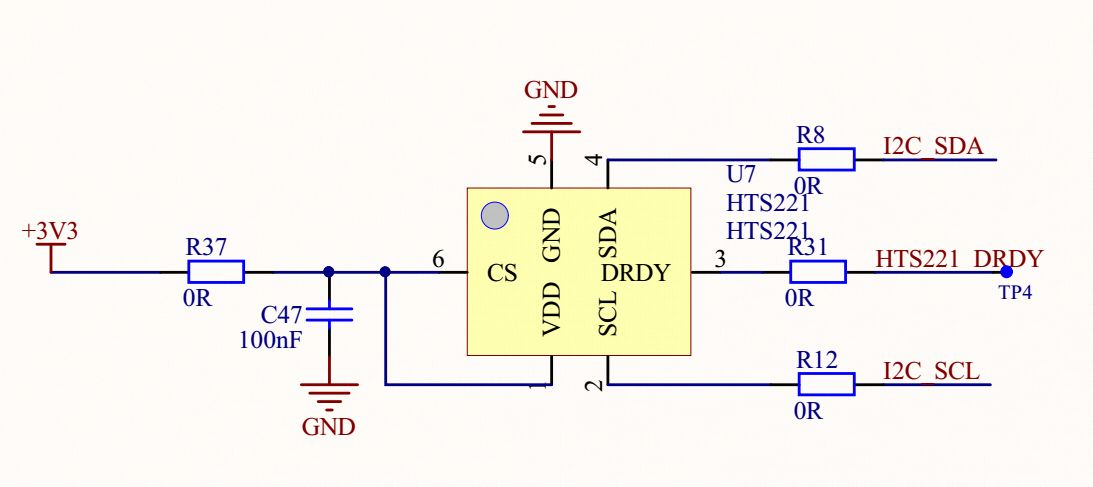 GND
5
4
R8
I2C_SDA
0R
U7
HTS221
HTS221
+3V3
R37
0R
6
CS
GND
SDA
DRDY
VDD
SCL
3
R31
0R
HTS221_DRDY
TP4
C47
100nF
GND
1
2
R12
I2C_SCL
0R